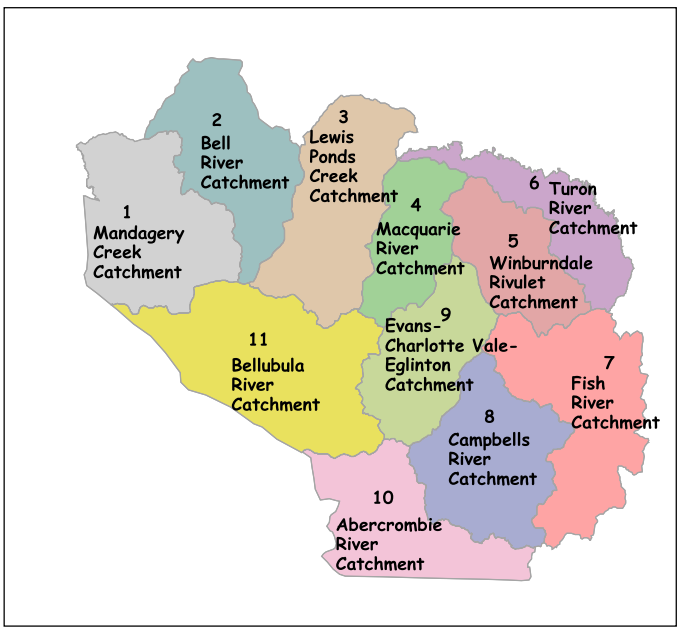 1
Mandagery
Creek
Catchment
2
Bell
River
Catchment
3
Lewis
Ponds
Creek
Catchment
4
Macquarie
River
Catchment
5
Winburndale
Rivulet
Catchment
6
Turon
River
Catchment
7
Fish
River
Catchment
8
Campbells
River
Catchment
9
Evans-
Charlotte Vale-
Eglinton
Catchment
10
Abercrombie
River
Catchment
11
Bellubula
River
Catchment